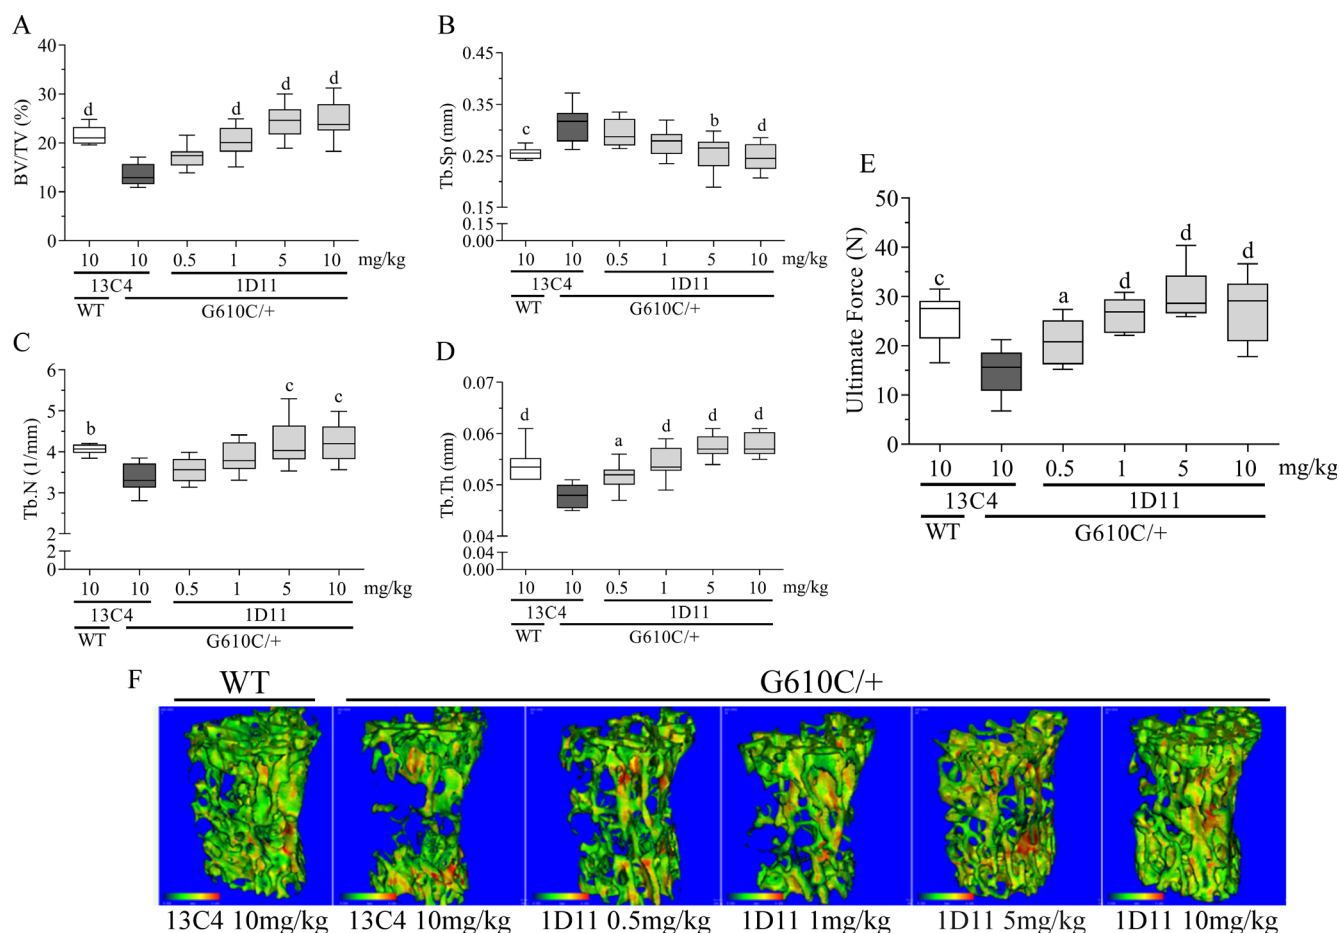 A
BV/TV (%)
40
30
20
10
0
d
d
d
d
10
10
0.5
1
5
10
mg/kg
13C4
1D11
WT
G610C/+
B
Tb.Sp (mm)
0.45
0.35
0.25
0.15
0.15
0.00
c
b
d
10
10
0.5
1
5
10
mg/kg
13C4
1D11
WT
G610C/+
C
Tb.N (1/mm)
6
5
4
3
2
2
0
b
c
c
10
10
0.5
1
5
10
mg/kg
13C4
1D11
WT
G610C/+
D
Tb.Th (mm)
0.07
0.06
0.05
0.04
0.04
0.00
d
a
d
d
d
10
10
0.5
1
5
10
mg/kg
13C4
1D11
WT
G610C/+
E
Ultimate Force (N)
50
40
30
20
10
0
c
a
d
d
d
10
10
0.5
1
5
10
mg/kg
13C4
1D11
WT
G610C/+
F
WT
G610C/+
13C4 10mg/kg
13C4 10mg/kg
1D11 0.5mg/kg
1D11 1mg/kg
1D11 5mg/kg
1D11 10mg/kg